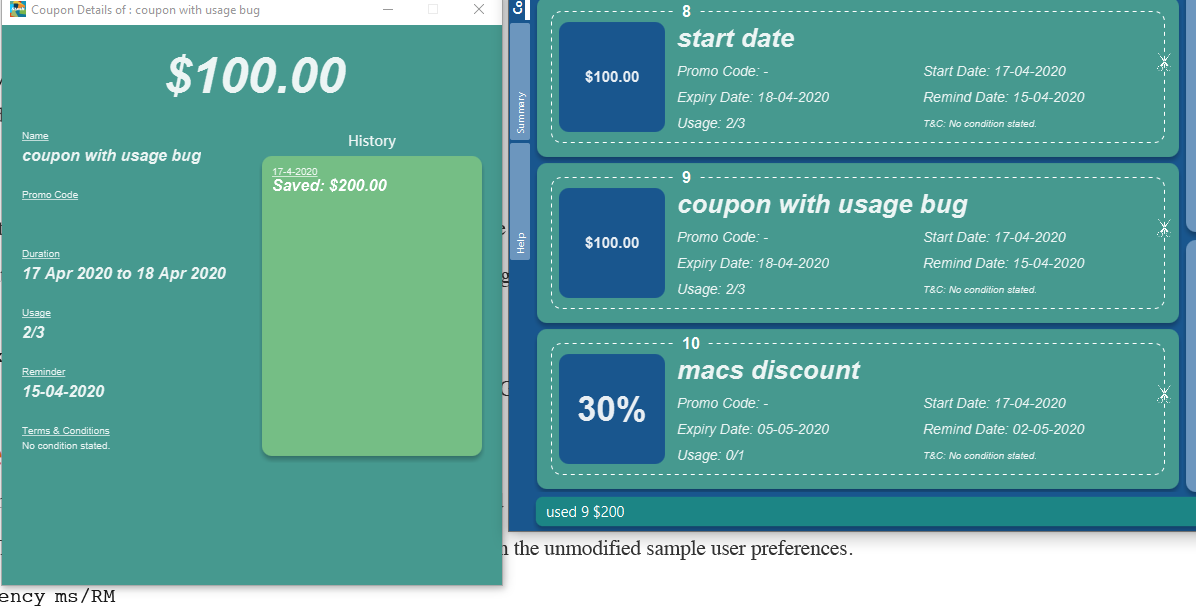 Coupon Details of : coupon with usage bug
$100.00
Name
coupon with usage bug
Promo Code
Duration
17 Apr 2020 to 18 Apr 2020
Usage
2/3
Reminder
15-04-2020
Terms & Conditions
No condition stated.
History
17-4-2020
Saved: $200.00
Co
Summary
Help
8
$100.00
start date
Promo Code: -
Start Date: 17-04-2020
Expiry Date: 18-04-2020
Remind Date: 15-04-2020
Usage: 2/3
T&C: No condition stated.
9
$100.00
coupon with usage bug
Promo Code: -
Start Date: 17-04-2020
Expiry Date: 18-04-2020
Remind Date: 15-04-2020
Usage: 2/3
T&C: No condition stated.
10
30%
macs discount
Promo Code: -
Start Date: 17-04-2020
Expiry Date: 05-05-2020
Remind Date: 02-05-2020
Usage: 0/1
T&C: No condition stated.
used 9 $200
the unmodified sample user preferences.
ency ms/RM